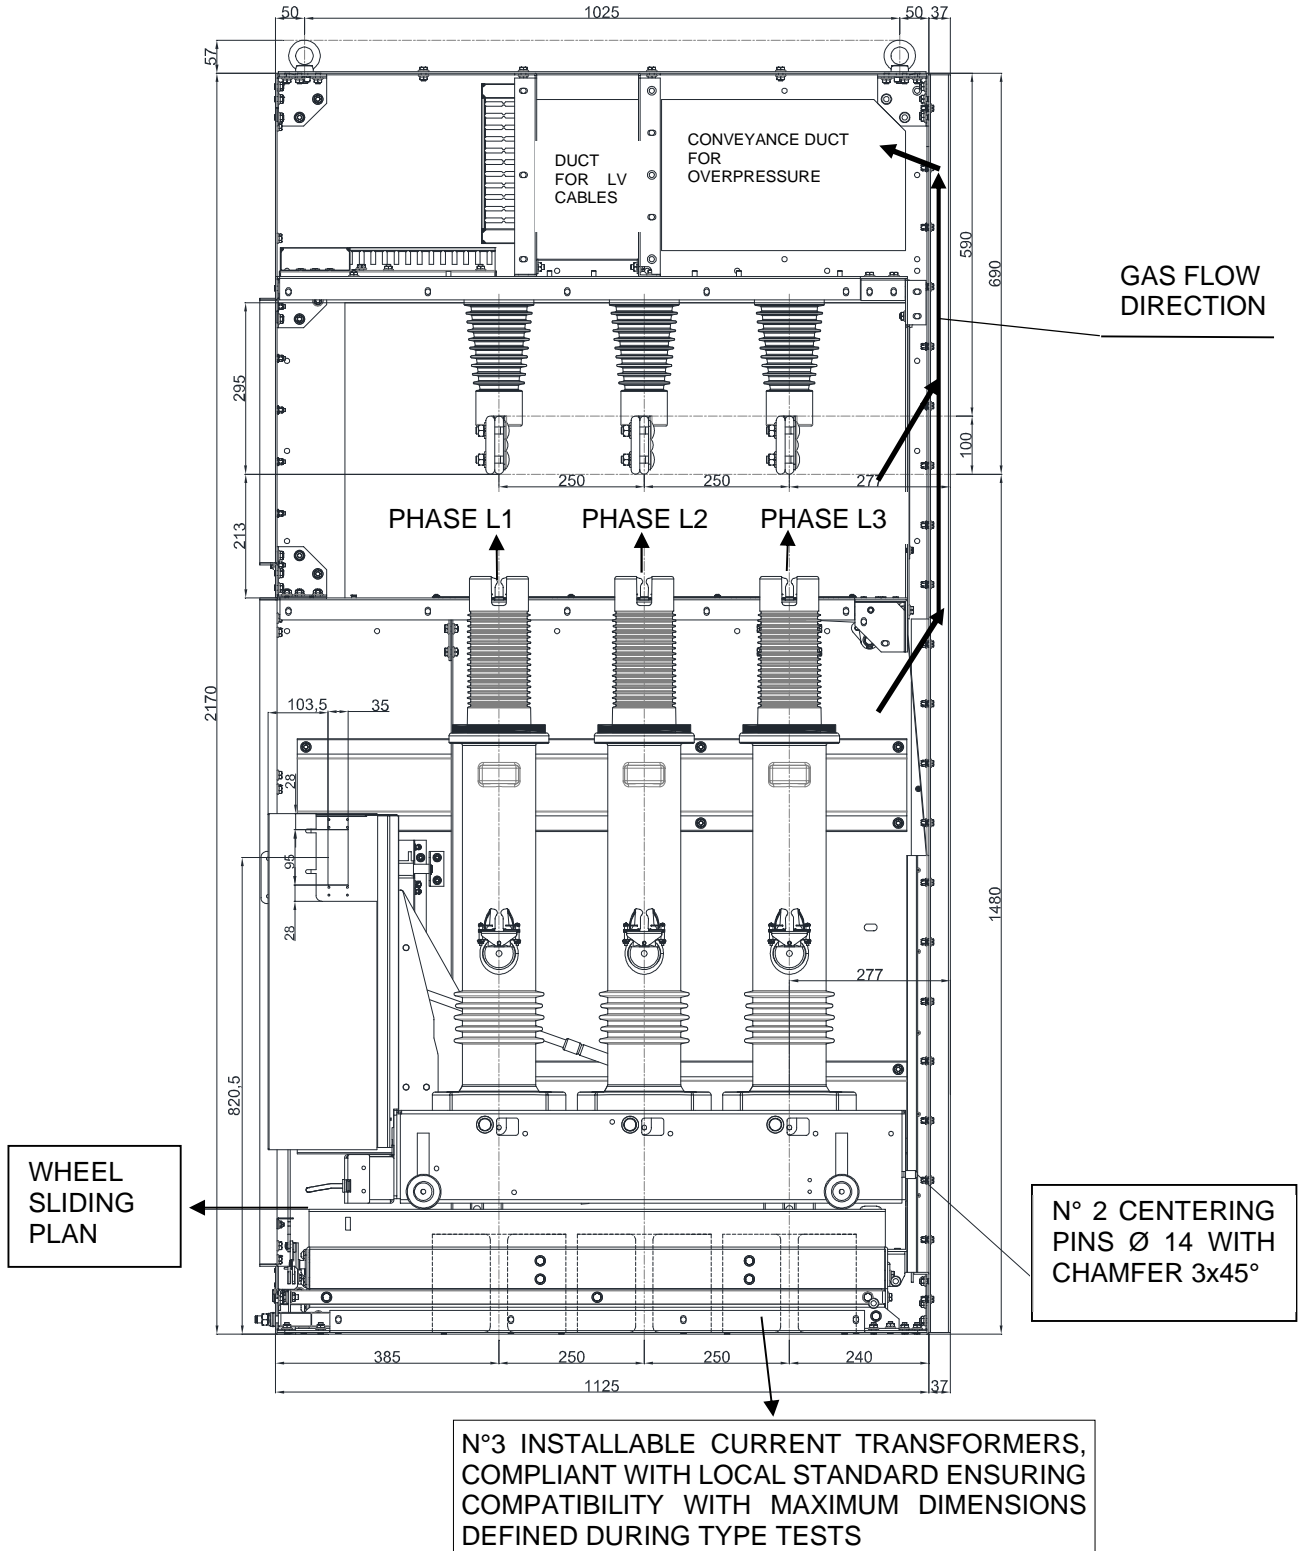 50
1025
50 37
57
DUCT
FOR LV
CABLES
CONVEYANCE DUCT
FOR
OVERPRESSURE
590
690
GAS FLOW
DIRECTION
295
100
250
250
277
213
PHASE L1
PHASE L2
PHASE L3
2170
103,5
35
28
95
28
1480
277
820,5
WHEEL
SLIDING
PLAN
N° 2 CENTERING
PINS Ø 14 WITH
CHAMFER 3x45°
385
250
250
240
1125
37
N°3 INSTALLABLE CURRENT TRANSFORMERS,
COMPLIANT WITH LOCAL STANDARD ENSURING
COMPATIBILITY WITH MAXIMUM DIMENSIONS
DEFINED DURING TYPE TESTS